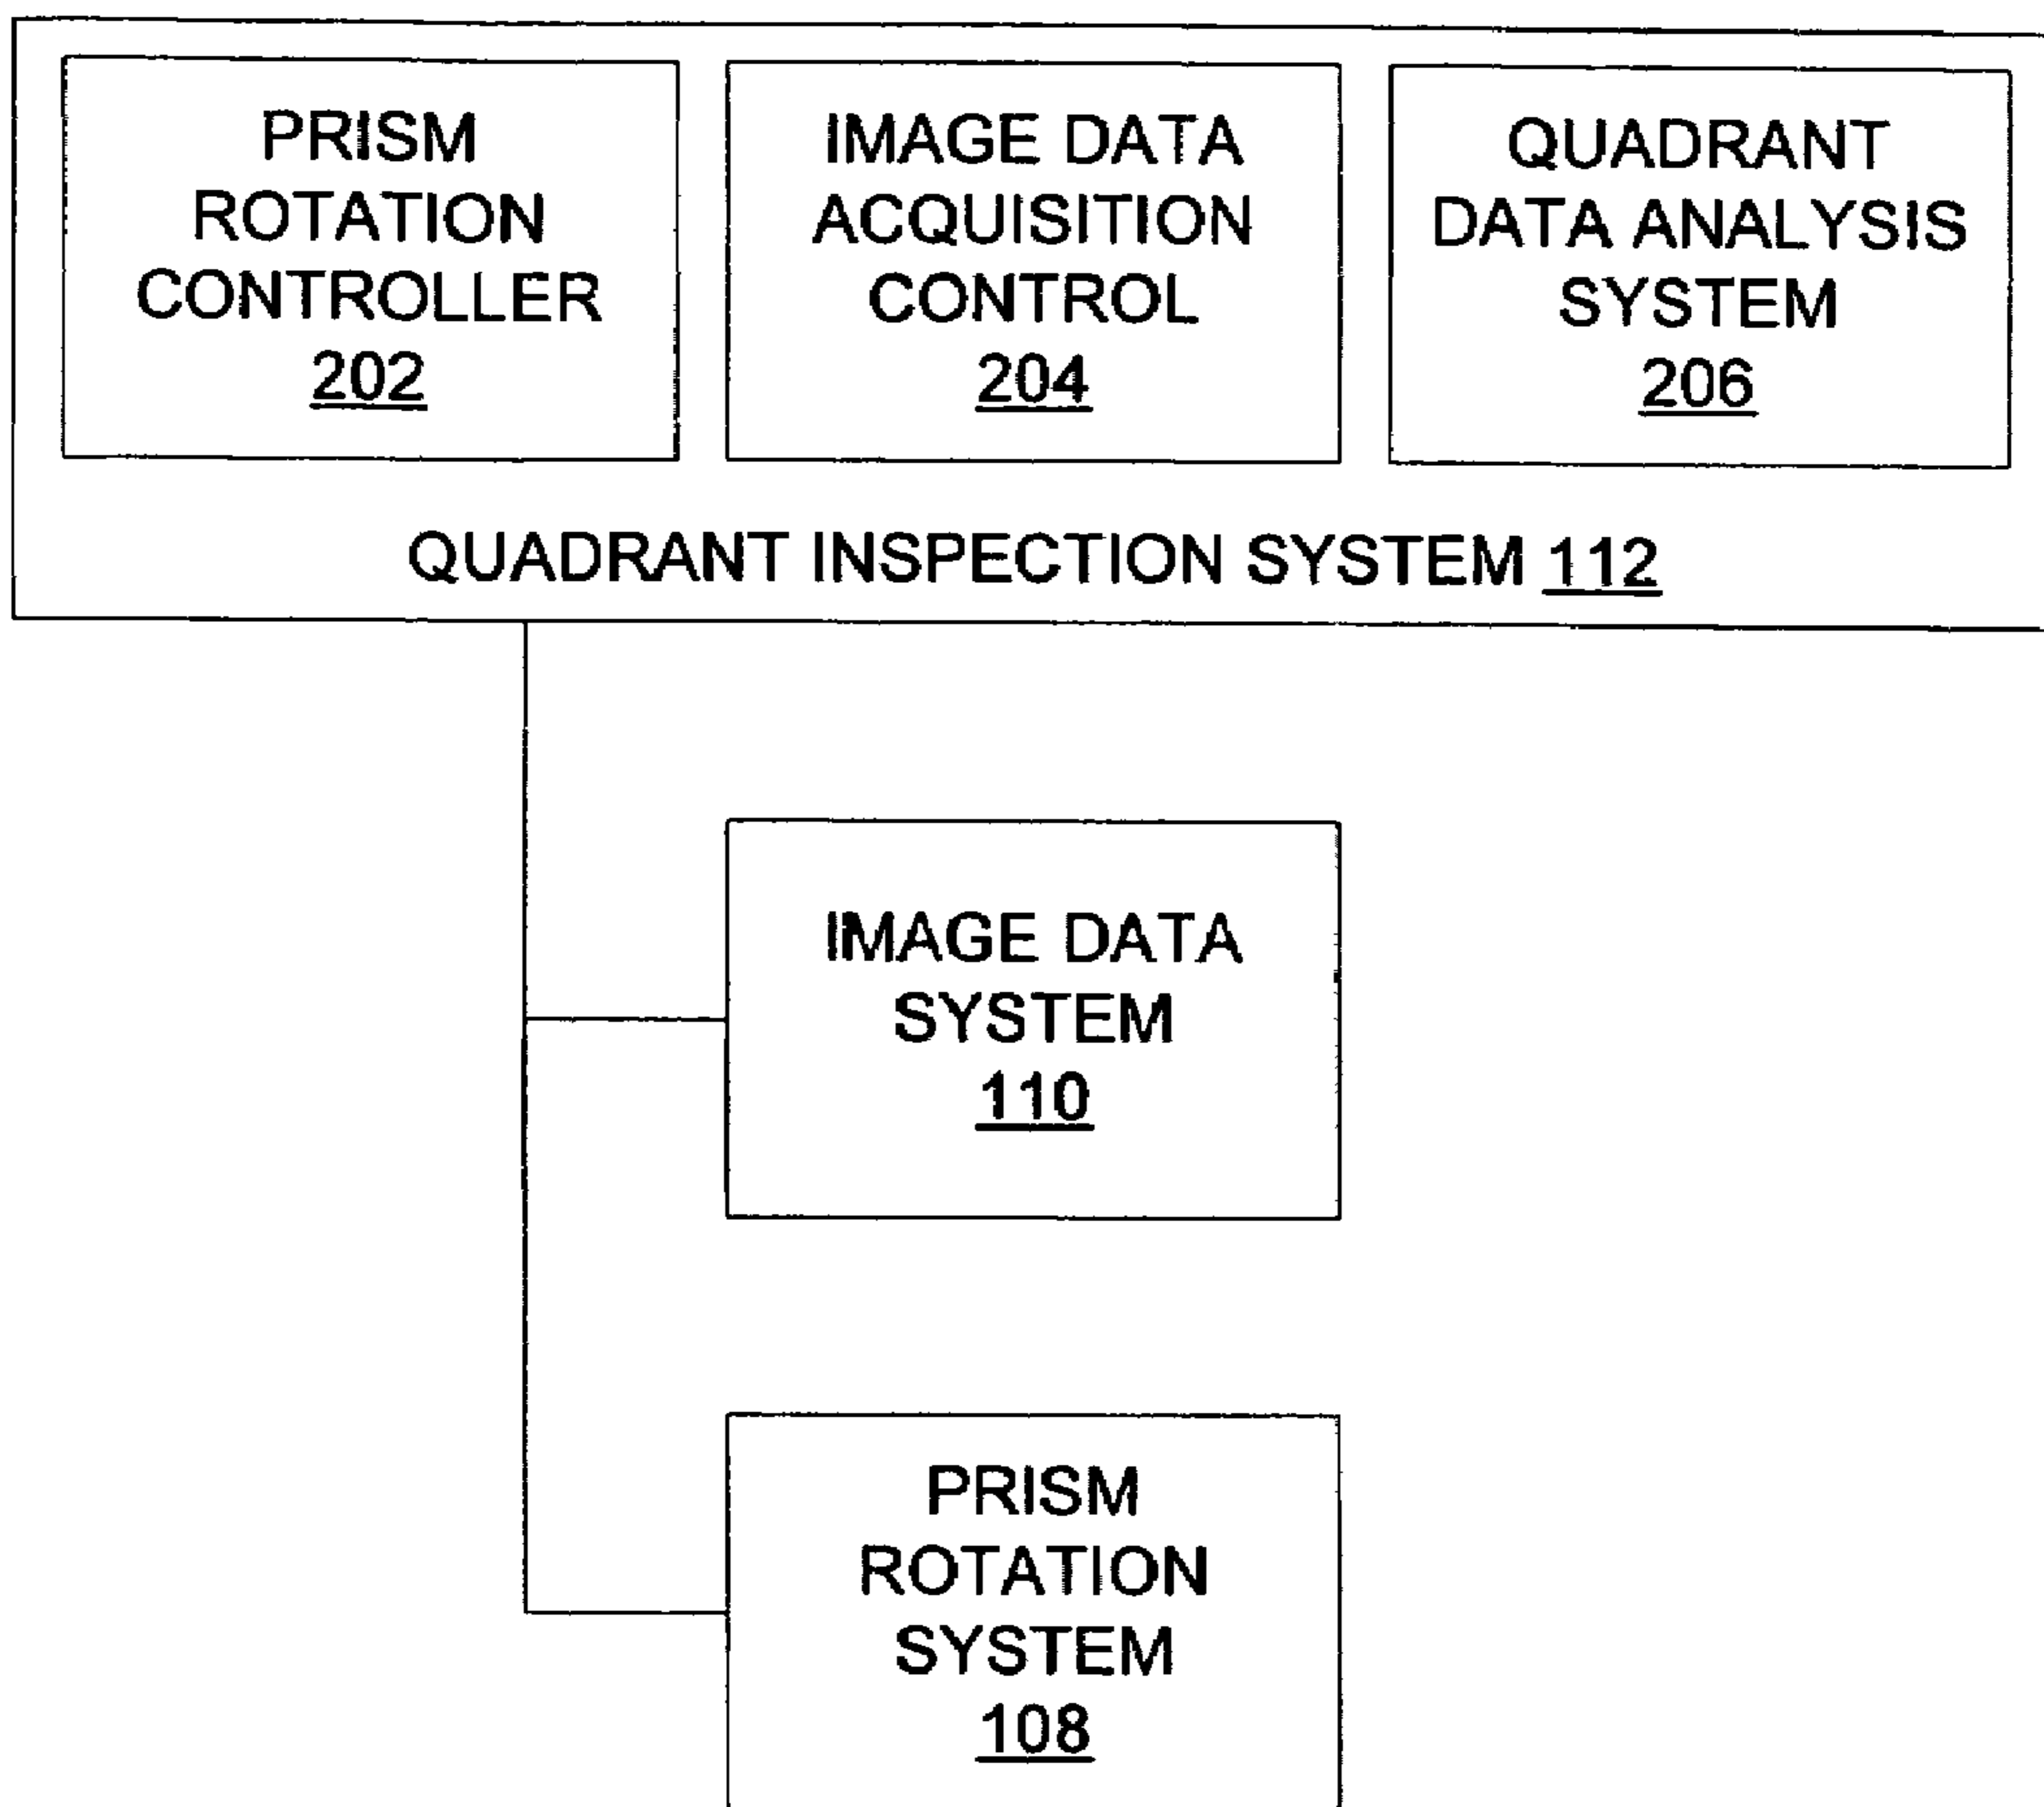 PRISM
ROTATION
CONTROLLER
202
IMAGE DATA
ACQUISITION
CONTROL
204
QUADRANT
DATA ANALYSIS
SYSTEM
206
QUADRANT INSPECTION SYSTEM 112
IMAGE DATA
SYSTEM
110
PRISM
ROTATION
SYSTEM
108